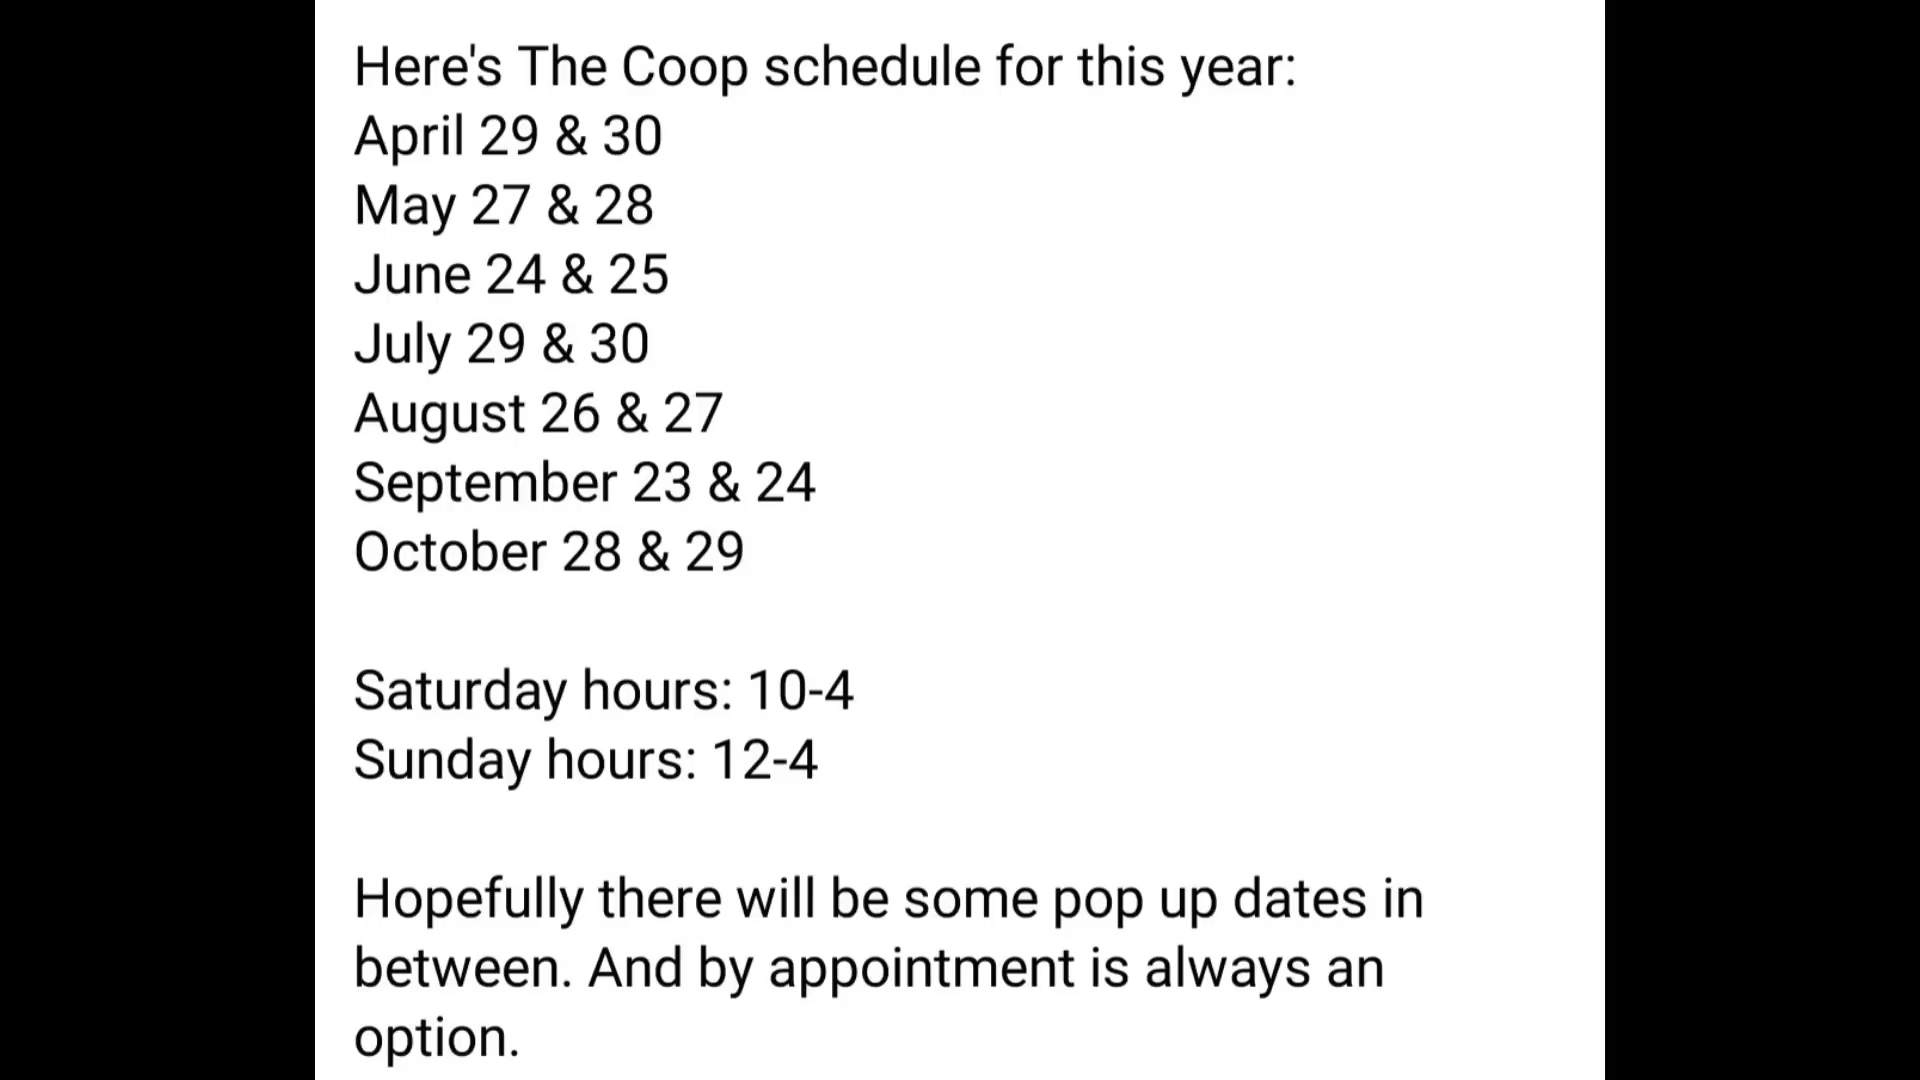 Here's The Coop schedule for this year:
April 29 & 30
May 27 & 28
June 24 & 25
July 29 & 30
August 26 & 27
September 23 & 24
October 28 & 29
Saturday hours: 10-4
Sunday hours: 12-4
Hopefully there will be some pop up dates in
between. And by appointment is always an
option.